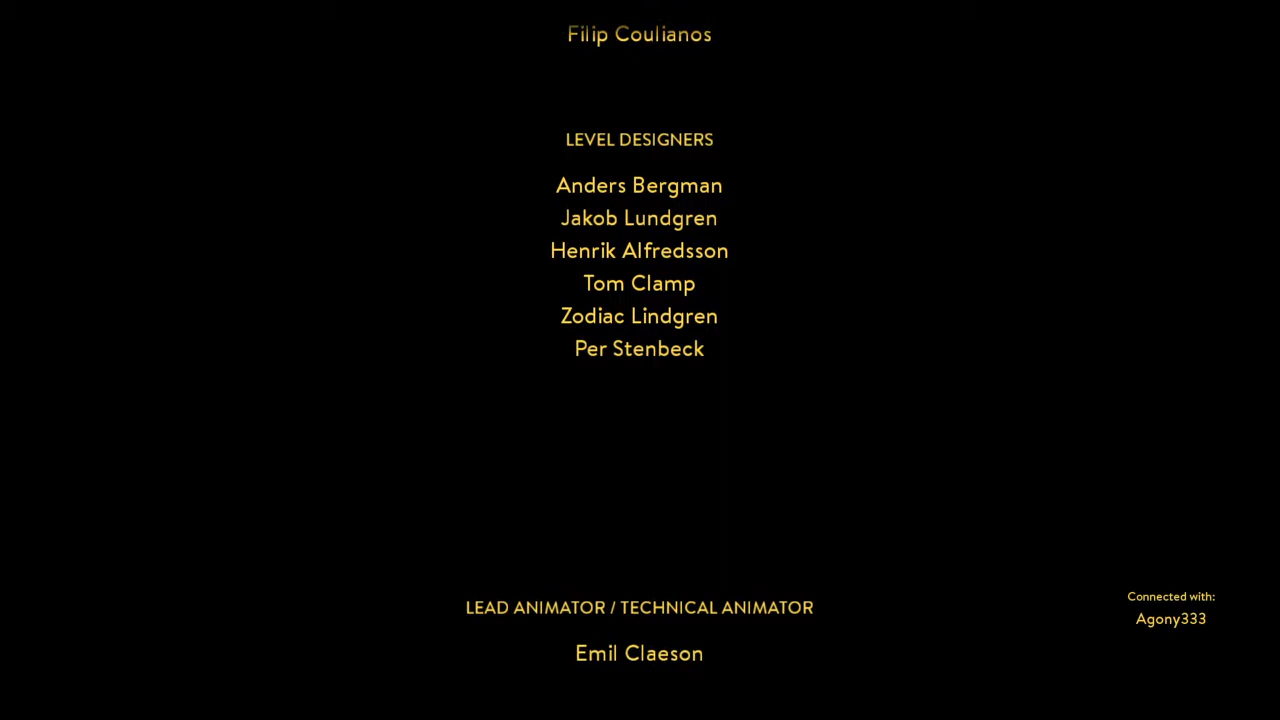 Filip Coulianos
LEVEL DESIGNERS
Anders Bergman
Jakob Lundgren
Henrik Alfredsson
Tom Clamp
Zodiac Lindgren
Per Stenbeck
LEAD ANIMATOR / TECHNICAL ANIMATOR
Emil Claeson
Connected with:
Agony333